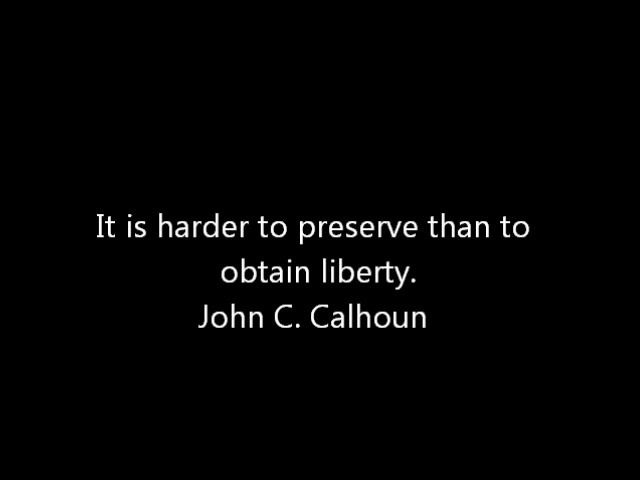 It is harder to preserve than to
obtain liberty.
John C. Calhoun